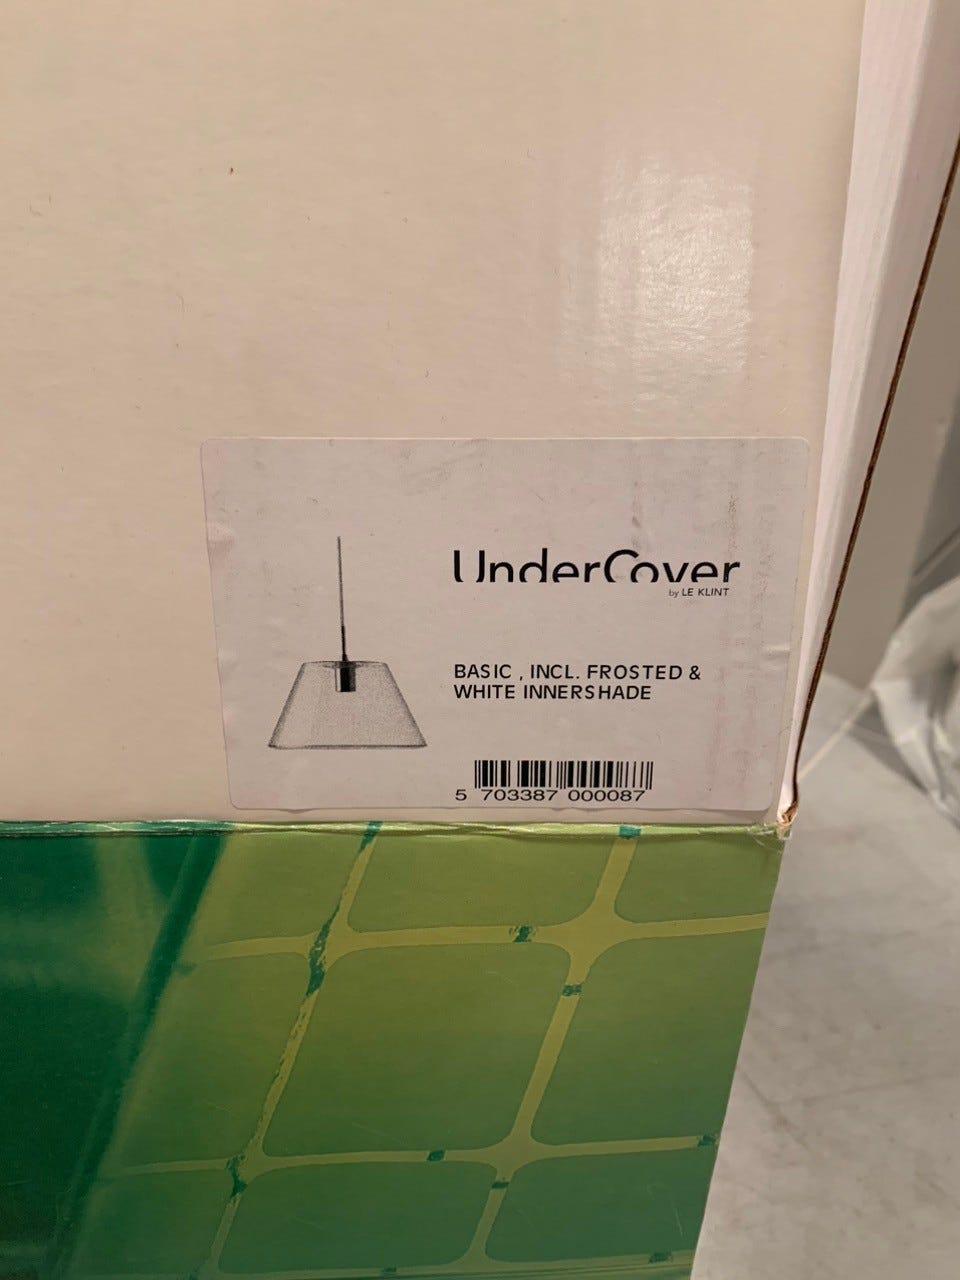 UnderCover
by LE KLINT
BASIC , INCL. FROSTED &
WHITE INNERSHADE
5 703387 000087